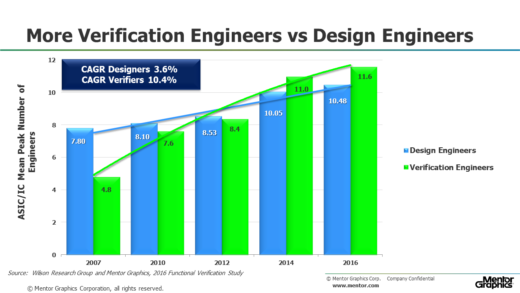 More Verification Engineers vs Design Engineers
CAGR Designers 3.6%
CAGR Verifiers 10.4%
ASIC/IC Mean Peak Number of
Engineers
12
10
8
6
4
2
0
7.80
4.8
8.10
7.6
8.53
8.4
10.05
11.0
10.48
11.6
2007
2010
2012
2014
2016
Design Engineers
Verification Engineers
Source: Wilson Research Group and Mentor Graphics, 2016 Functional Verification Study
© Mentor Graphics Corp. Company Confidential
www.mentor.com
© Mentor Graphics Corporation, all rights reserved.
Mentor
Graphics